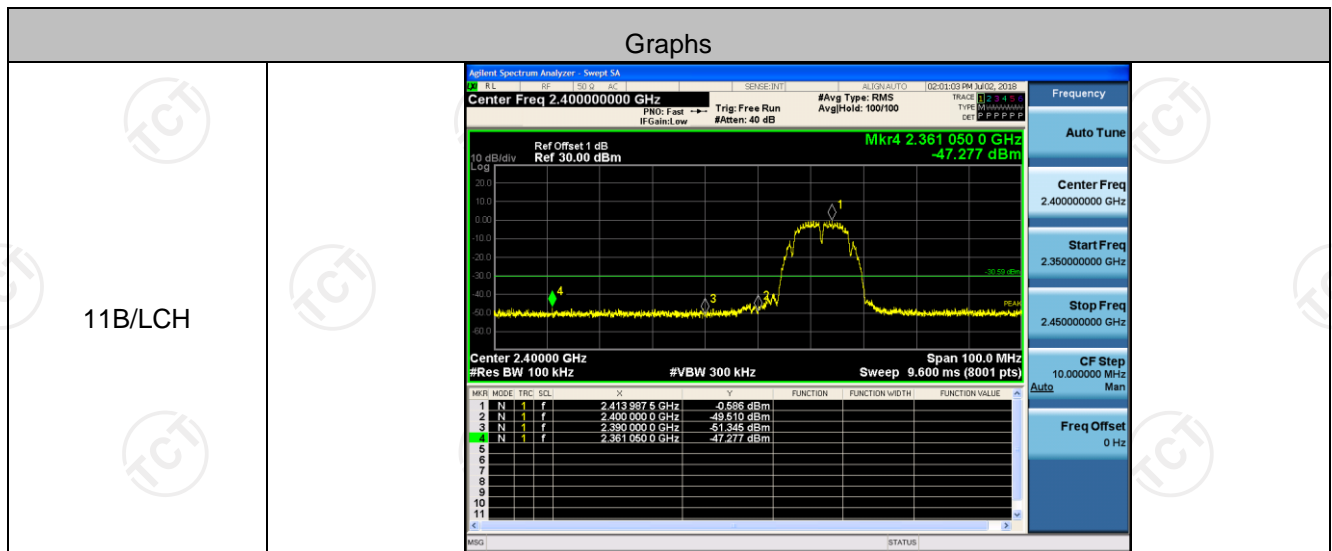 Graphs
11B/LCH
Agilent Spectrum Analyzer - Swept SA
RL RF 50 Ω AC SENSE:INT ALIGNAUTO 02:01:03 PM Jul 02, 2018
Center Freq 2.400000000 GHz
PNO: Fast
IFGain:Low
Trig: Free Run
#Atten: 40 dB
#Avg Type: RMS
Avg|Hold: 100/100
TRACE 1 2 3 4 5 6
TYPE M
DET P P P P P P
Ref Offset 1 dB
10 dB/div Ref 30.00 dBm
Log
Mkr4 2.361 050 0 GHz
-47.277 dBm
20.0
10.0
0.00
-10.0
-20.0
-30.0
-40.0
-50.0
-60.0
1
2
3
4
-30.59 dBm
PEAK
Center 2.40000 GHz Span 100.0 MHz
#Res BW 100 kHz #VBW 300 kHz Sweep 9.600 ms (8001 pts)
MKR MODE TRC SCL X Y FUNCTION FUNCTION WIDTH FUNCTION VALUE
1 N 1 f 2.413 987 5 GHz -0.586 dBm
2 N 1 f 2.400 000 0 GHz -49.510 dBm
3 N 1 f 2.390 000 0 GHz -51.345 dBm
4 N 1 f 2.361 050 0 GHz -47.277 dBm
5
6
7
8
9
10
11
MSG STATUS
Frequency
Auto Tune
Center Freq
2.400000000 GHz
Start Freq
2.350000000 GHz
Stop Freq
2.450000000 GHz
CF Step
10.000000 MHz
Auto Man
Freq Offset
0 Hz
TCT
TCT
TCT
TCT
TCT
TCT